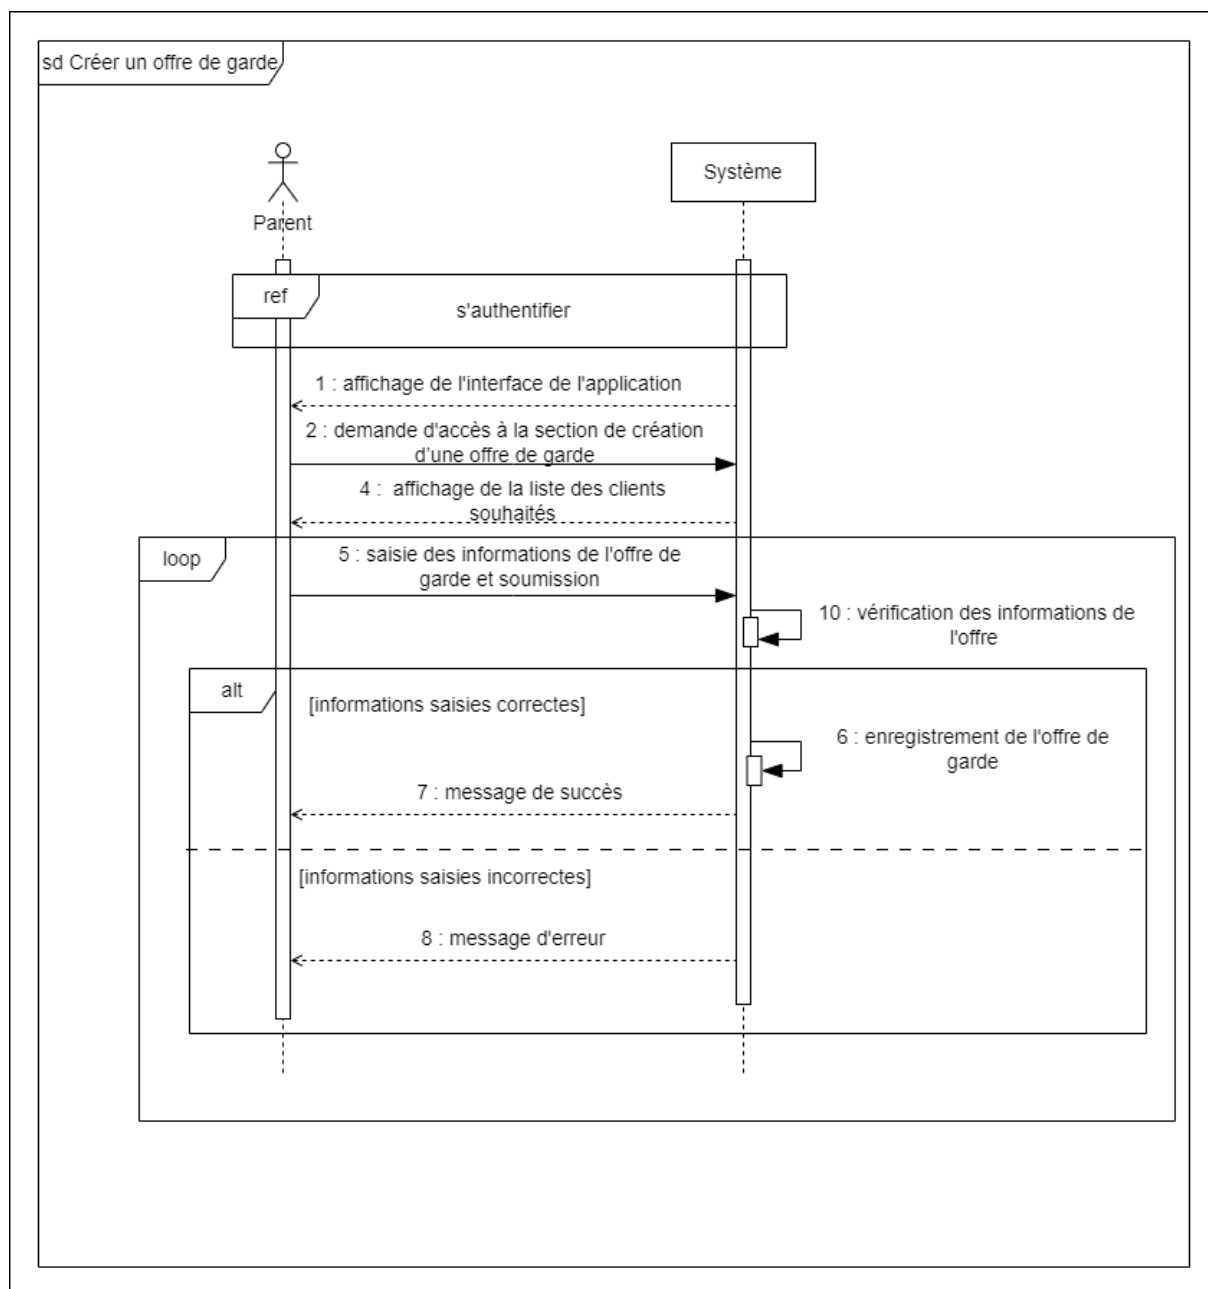 sd Créer un offre de garde
Système
Parent
ref
s'authentifier
1 : affichage de l'interface de l'application
2 : demande d'accès à la section de création
d'une offre de garde
4 :  affichage de la liste des clients
souhaités
loop
5 : saisie des informations de l'offre de
garde et soumission
10 : vérification des informations de
l'offre
alt
[informations saisies correctes]
6 : enregistrement de l'offre de
garde
7 : message de succès
[informations saisies incorrectes]
8 : message d'erreur